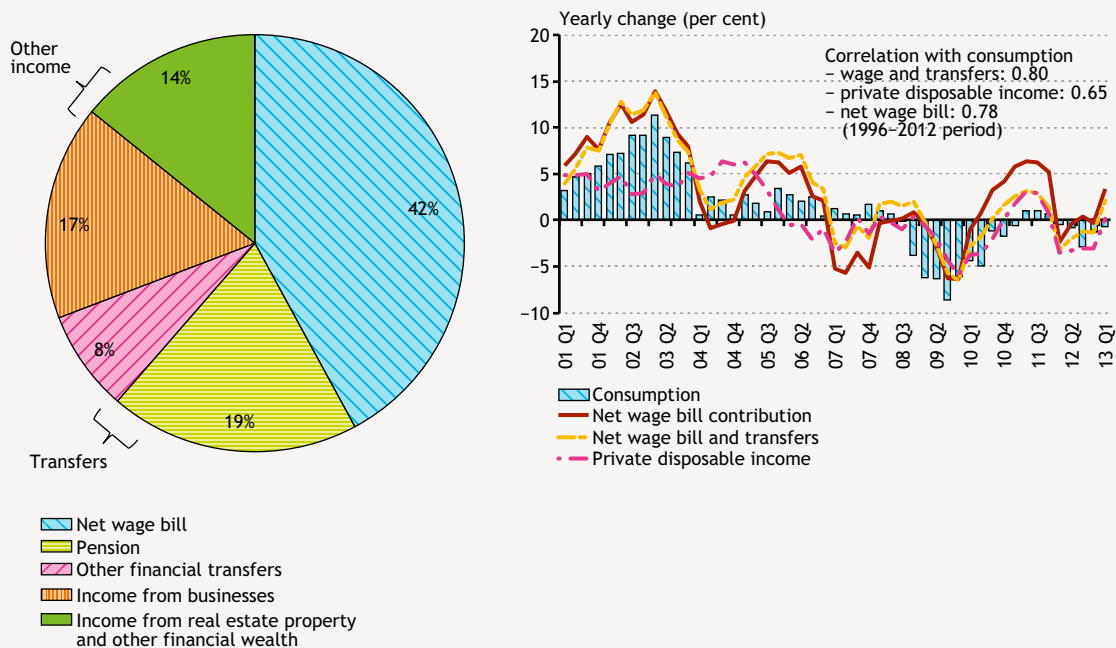 Other
income
14%
42%
17%
8%
19%
Transfers
Net wage bill
Pension
Other financial transfers
Income from businesses
Income from real estate property
and other financial wealth
Yearly change (per cent)
20
15
10
5
0
−5
−10
Correlation with consumption
− wage and transfers: 0.80
− private disposable income: 0.65
− net wage bill: 0.78
(1996–2012 period)
01 Q1
01 Q4
02 Q3
03 Q2
04 Q1
04 Q4
05 Q3
06 Q2
07 Q1
07 Q4
08 Q3
09 Q2
10 Q1
10 Q4
11 Q3
12 Q2
13 Q1
Consumption
Net wage bill contribution
Net wage bill and transfers
Private disposable income